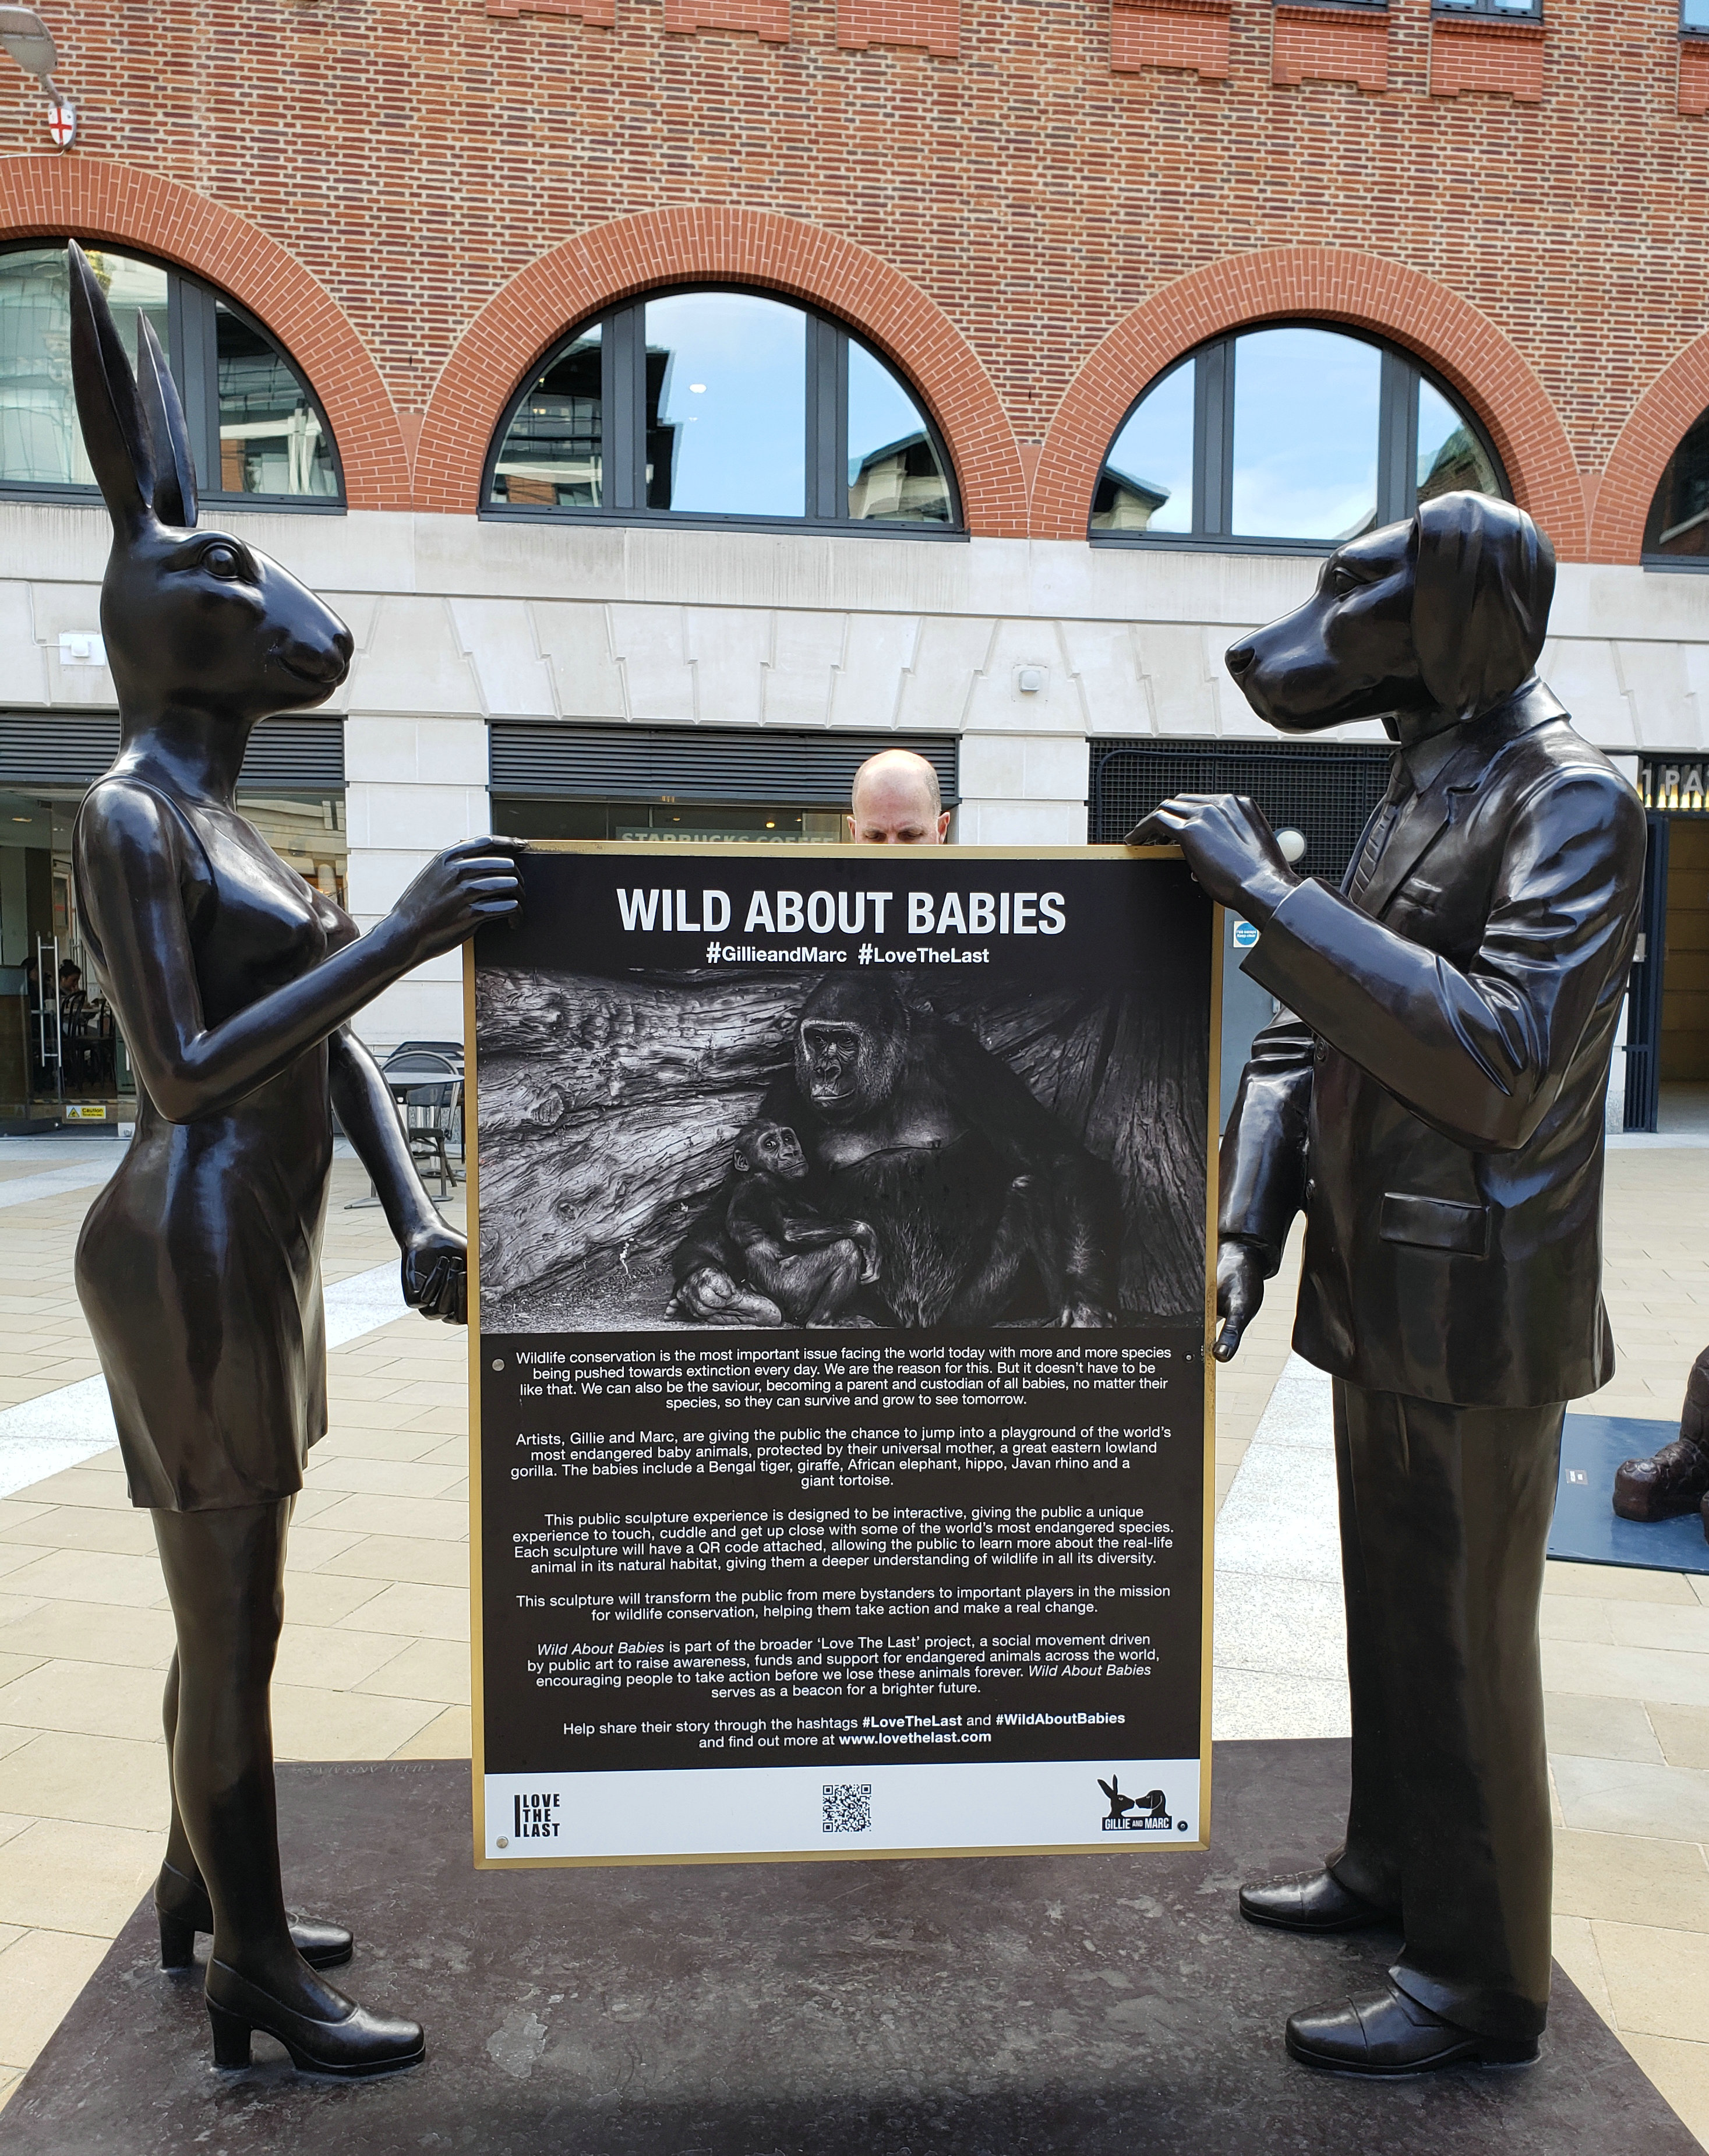 1 PA
STARBUCKS COFFEE
WILD ABOUT BABIES
#GillieandMarc #LoveTheLast
Caution
Wildlife conservation is the most important issue facing the world today with more and more species
being pushed towards extinction every day. We are the reason for this. But it doesn't have to be
like that. We can also be the saviour, becoming a parent and custodian of all babies, no matter their
species, so they can survive and grow to see tomorrow.
Artists, Gillie and Marc, are giving the public the chance to jump into a playground of the world's
most endangered baby animals, protected by their universal mother, a great eastern lowland
gorilla. The babies include a Bengal tiger, giraffe, African elephant, hippo, Javan rhino and a
giant tortoise.
This public sculpture experience is designed to be interactive, giving the public a unique
experience to touch, cuddle and get up close with some of the world's most endangered species.
Each sculpture will have a QR code attached, allowing the public to learn more about the real-life
animal in its natural habitat, giving them a deeper understanding of wildlife in all its diversity.
This sculpture will transform the public from mere bystanders to important players in the mission
for wildlife conservation, helping them take action and make a real change.
Wild About Babies is part of the broader 'Love The Last' project, a social movement driven
by public art to raise awareness, funds and support for endangered animals across the world,
encouraging people to take action before we lose these animals forever. Wild About Babies
serves as a beacon for a brighter future.
Help share their story through the hashtags #LoveTheLast and #WildAboutBabies
and find out more at www.lovethelast.com
LOVE
THE
LAST
GILLIE AND MARC